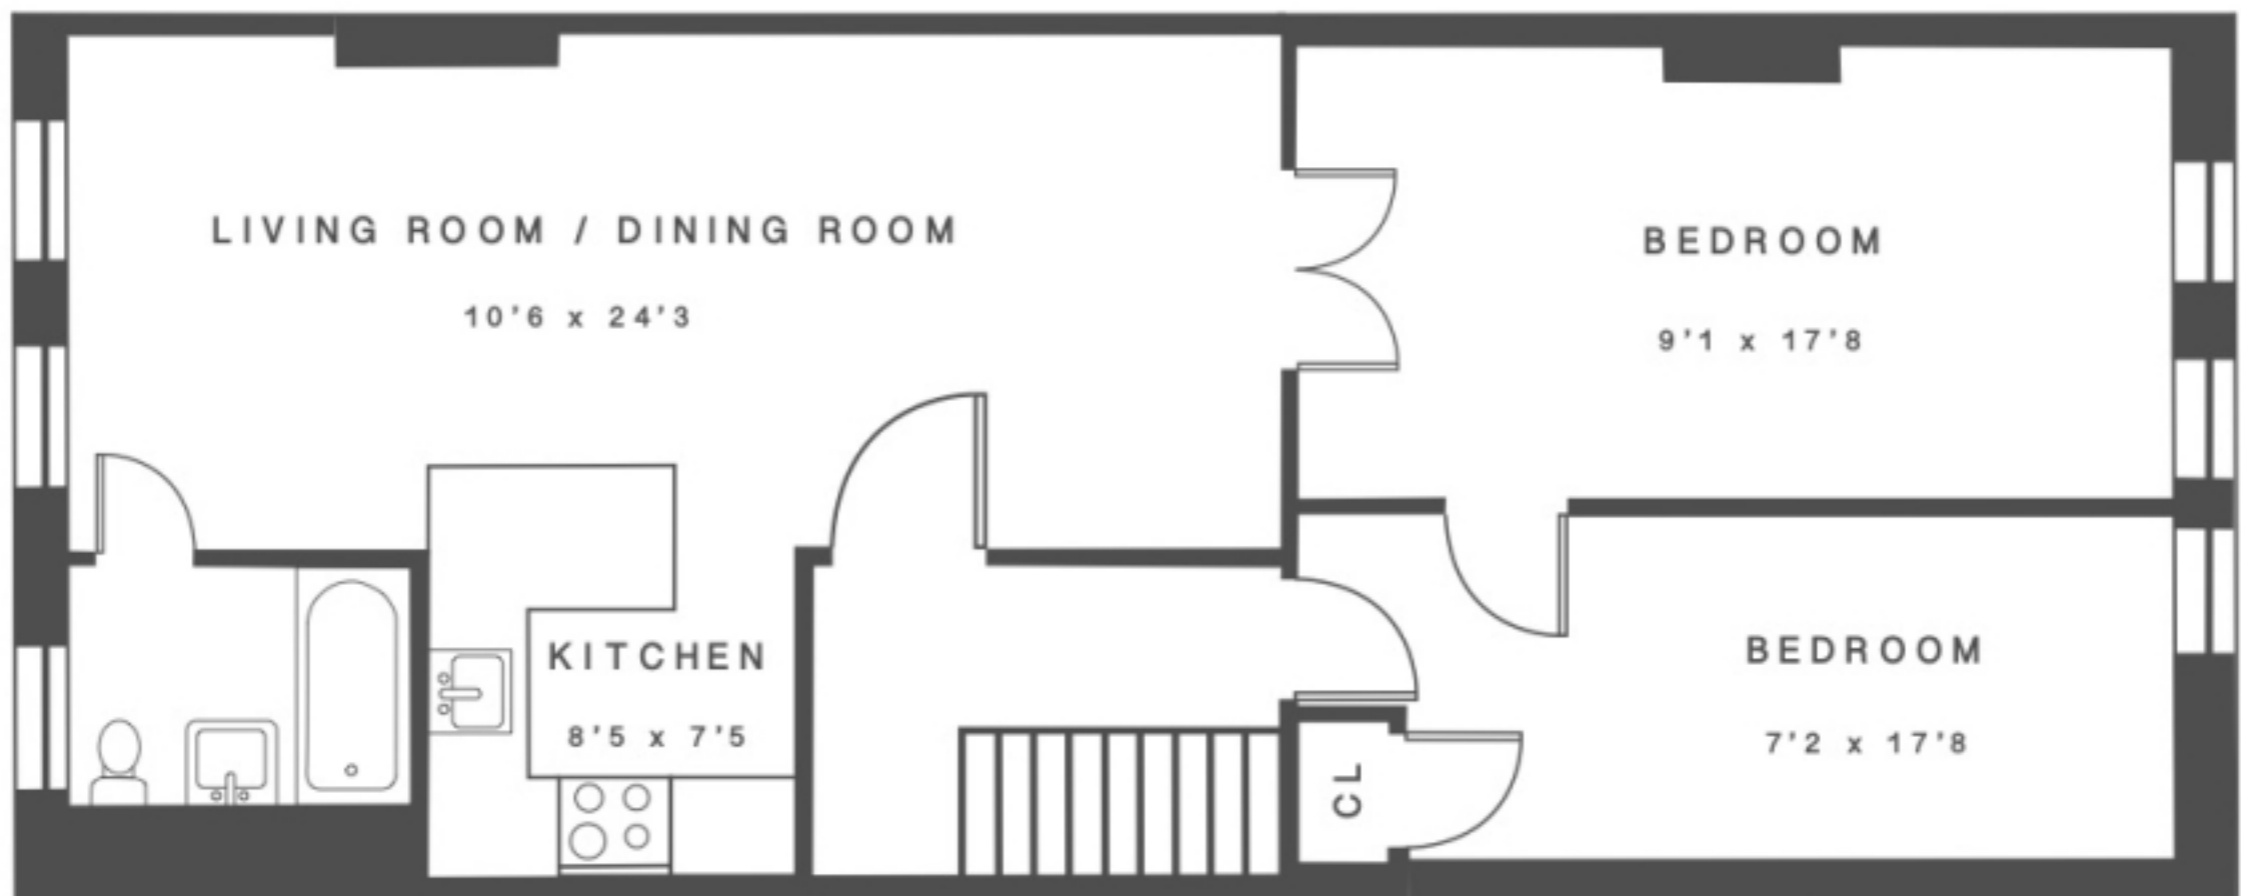 LIVING ROOM / DINING ROOM
10'6 x 24'3
BEDROOM
9'1 x 17'8
KITCHEN
8'5 x 7'5
BEDROOM
7'2 x 17'8
CL